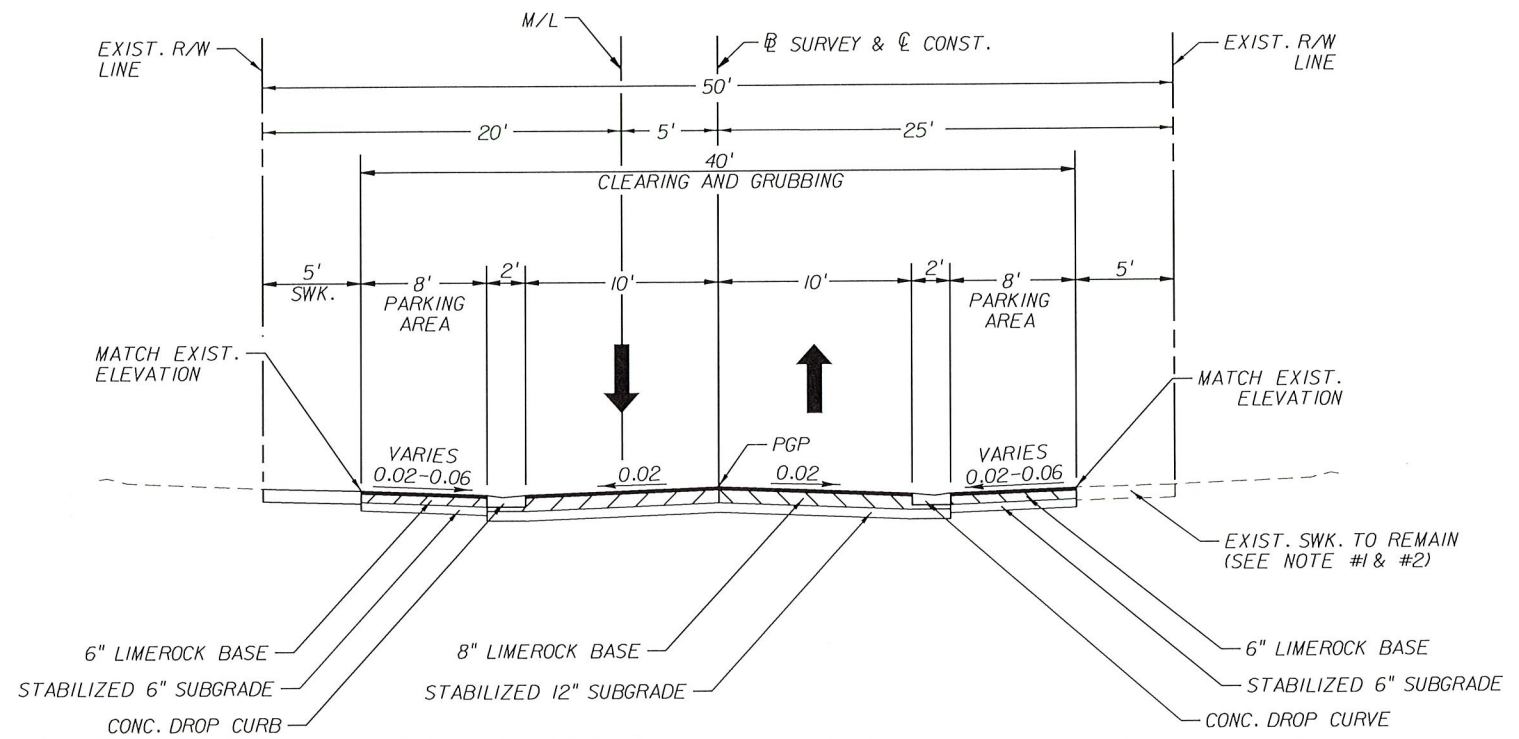 M/L
EXIST. R/W
LINE
℄ SURVEY & ℄ CONST.
EXIST. R/W
LINE
50'
20'
5'
25'
40'
CLEARING AND GRUBBING
5'
SWK.
8'
PARKING
AREA
2'
10'
10'
2'
8'
PARKING
AREA
5'
MATCH EXIST.
ELEVATION
MATCH EXIST.
ELEVATION
VARIES
0.02-0.06
0.02
PGP
0.02
VARIES
0.02-0.06
EXIST. SWK. TO REMAIN
(SEE NOTE #1 & #2)
6" LIMEROCK BASE
STABILIZED 6" SUBGRADE
CONC. DROP CURB
8" LIMEROCK BASE
STABILIZED 12" SUBGRADE
6" LIMEROCK BASE
STABILIZED 6" SUBGRADE
CONC. DROP CURVE